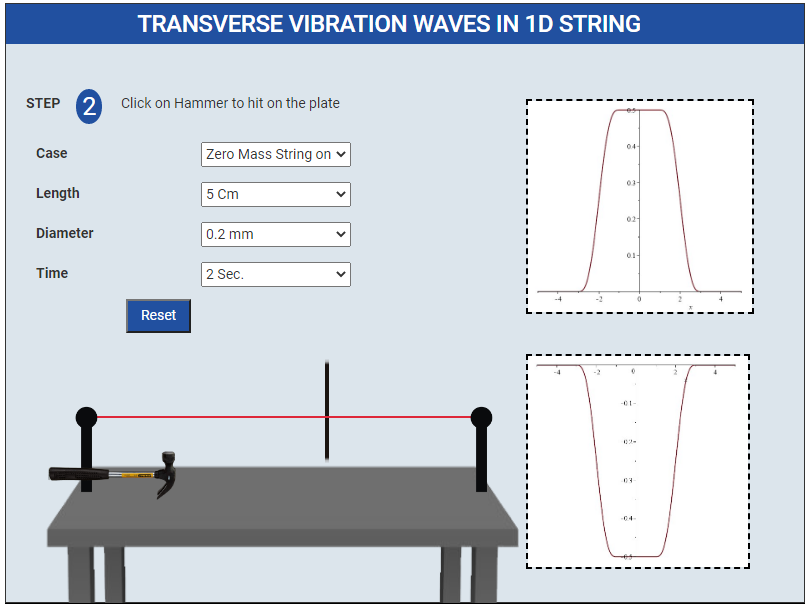 TRANSVERSE VIBRATION WAVES IN 1D STRING
STEP 2 Click on Hammer to hit on the plate
Case Zero Mass String on
Length 5 Cm
Diameter 0.2 mm
Time 2 Sec.
Reset
0.5
0.4
0.3
0.2
0.1
-4 -2 0 2 4
x
-4 -2 0 2 4
-0.1
-0.2
-0.3
-0.4
-0.5